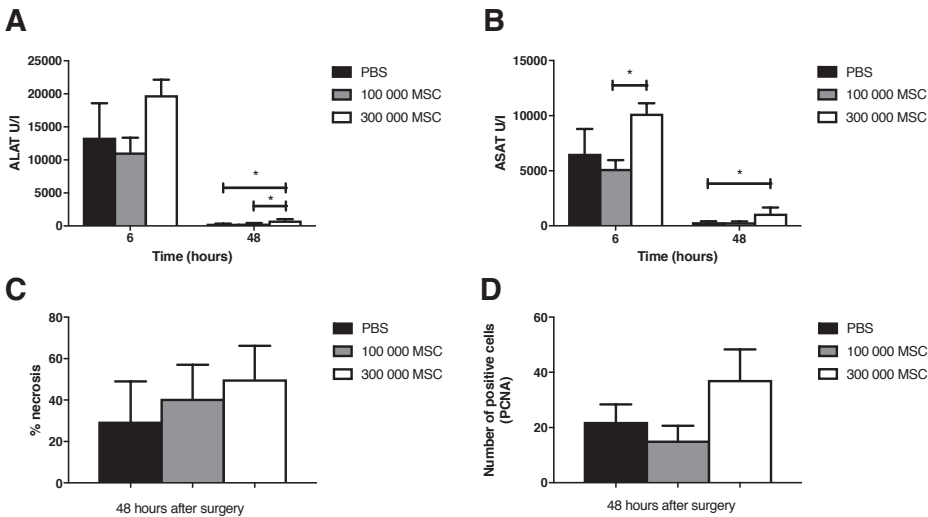 A
ALAT U/l
25000
20000
15000
10000
5000
0
*
*
6
48
Time (hours)
PBS
100 000 MSC
300 000 MSC
B
ASAT U/l
15000
10000
5000
0
*
*
6
48
Time (hours)
PBS
100 000 MSC
300 000 MSC
C
% necrosis
80
60
40
20
0
48 hours after surgery
PBS
100 000 MSC
300 000 MSC
D
Number of positive cells
(PCNA)
60
40
20
0
48 hours after surgery
PBS
100 000 MSC
300 000 MSC